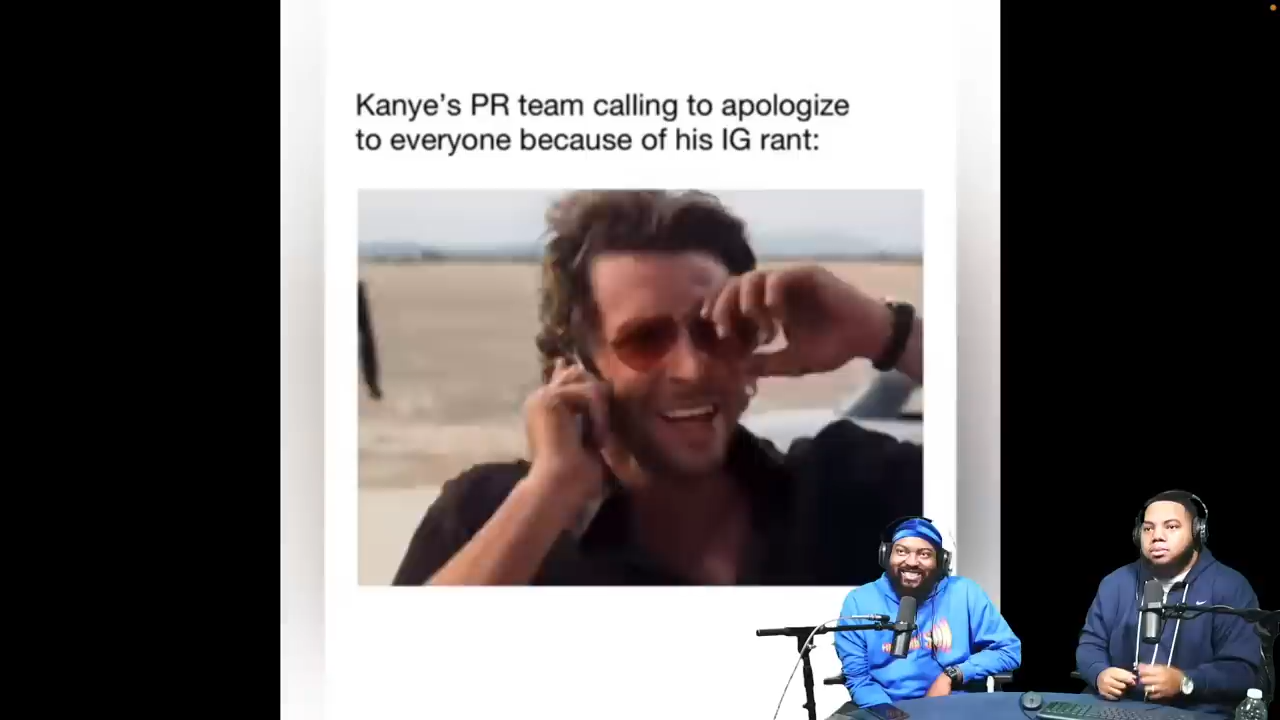 Kanye's PR team calling to apologize
to everyone because of his IG rant: